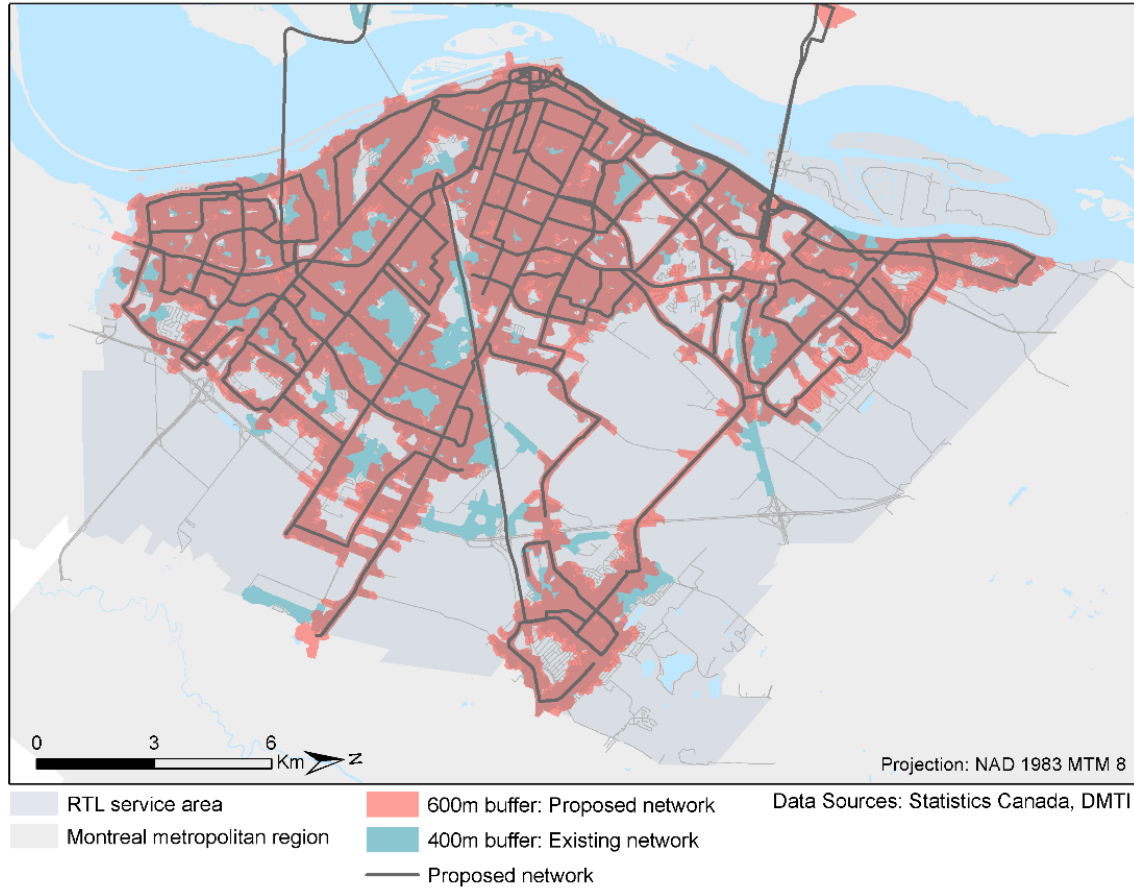 0 3 6
Km
N
Projection: NAD 1983 MTM 8
RTL service area
Montreal metropolitan region
600m buffer: Proposed network
400m buffer: Existing network
Proposed network
Data Sources: Statistics Canada, DMTI